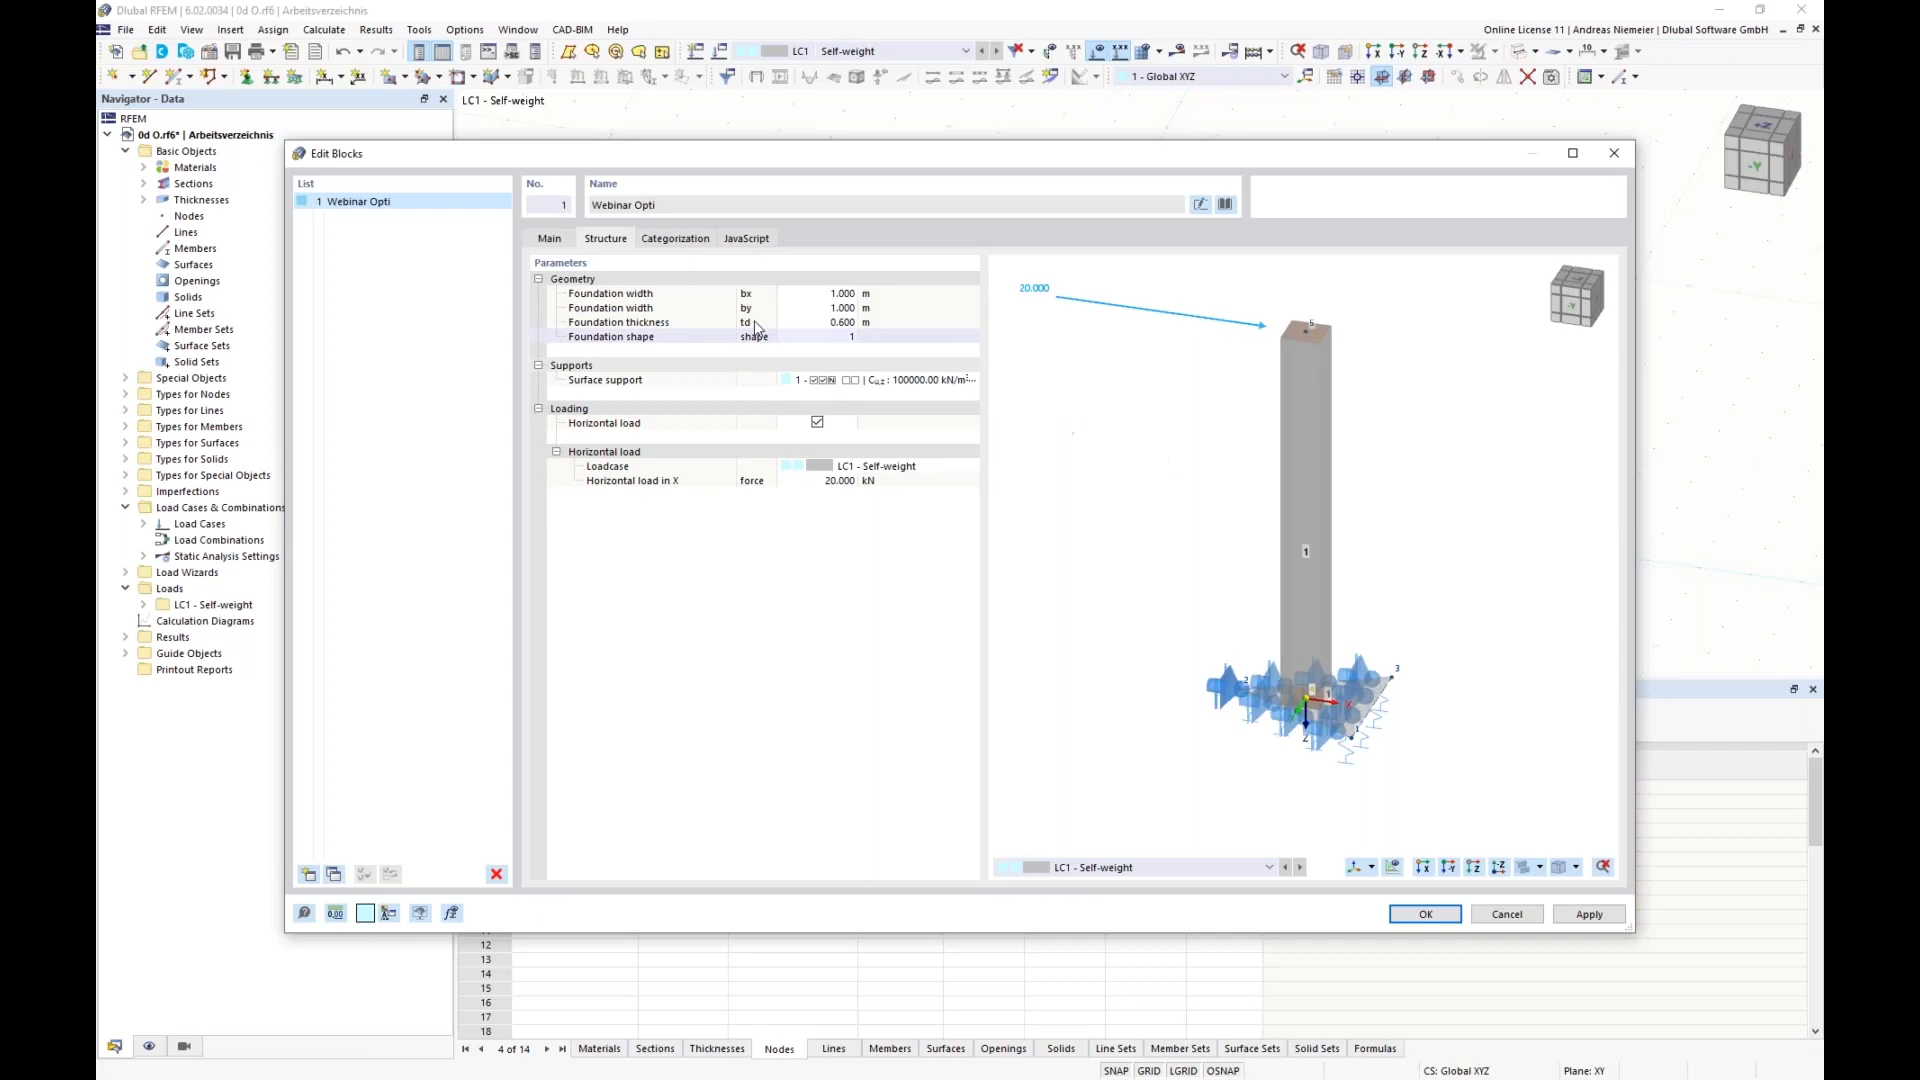 Dlubal RFEM | 6.02.0034 | 0d O.rf6* | Arbeitsverzeichnis
File Edit View Insert Assign Calculate Results Tools Options Window CAD-BIM Help
Online License 11 | Andreas Niemeier | Dlubal Software GmbH
LC1 Self-weight
1 - Global XYZ
Navigator - Data
LC1 - Self-weight
RFEM
0d O.rf6* | Arbeitsverzeichnis
Basic Objects
Materials
Sections
Thicknesses
Nodes
Lines
Members
Surfaces
Openings
Solids
Line Sets
Member Sets
Surface Sets
Solid Sets
Special Objects
Types for Nodes
Types for Lines
Types for Members
Types for Surfaces
Types for Solids
Types for Special Objects
Imperfections
Load Cases & Combinations
Load Cases
Load Combinations
Static Analysis Settings
Load Wizards
Loads
LC1 - Self-weight
Calculation Diagrams
Results
Guide Objects
Printout Reports
Edit Blocks
List
1 Webinar Opti
No.
1
Name
Webinar Opti
Main Structure Categorization JavaScript
Parameters
Geometry
Foundation width bx 1.000 m
Foundation width by 1.000 m
Foundation thickness td 0.600 m
Foundation shape shape 1
Supports
Surface support 1 - | Cu,z : 100000.00 kN/m³...
Loading
Horizontal load
Horizontal load
Loadcase LC1 - Self-weight
Horizontal load in X force 20.000 kN
20.000
5
1
3
2
1
X
Z
1
LC1 - Self-weight
OK Cancel Apply
12
13
14
15
16
17
18
4 of 14 Materials Sections Thicknesses Nodes Lines Members Surfaces Openings Solids Line Sets Member Sets Surface Sets Solid Sets Formulas
SNAP GRID LGRID OSNAP CS: Global XYZ Plane: XY